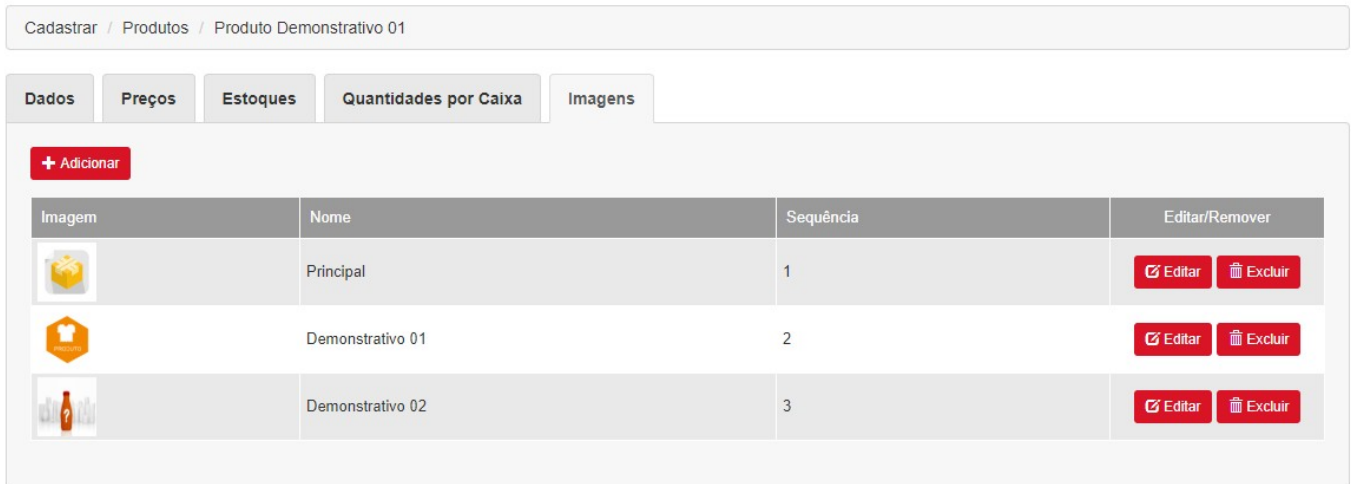 Cadastrar / Produtos / Produto Demonstrativo 01
Dados Preços Estoques Quantidades por Caixa Imagens
Adicionar
Imagem Nome Sequência Editar/Remover
Principal 1 Editar Excluir
PRODUTO Demonstrativo 01 2 Editar Excluir
? Demonstrativo 02 3 Editar Excluir